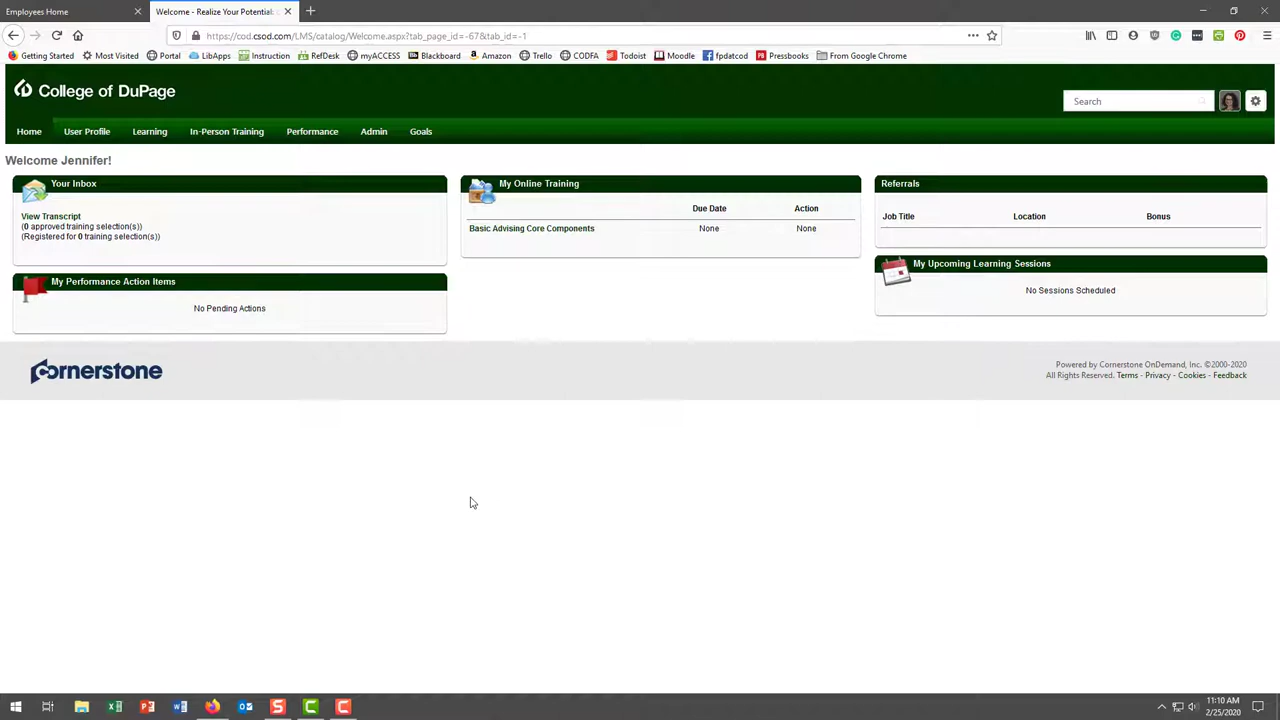 Employees Home
Welcome - Realize Your Potential:
https://cod.csod.com/LMS/catalog/Welcome.aspx?tab_page_id=-67&tab_id=-1
Getting Started Most Visited LibApps Instruction RefDesk myACCESS Blackboard Amazon Trello CODFA Todoist Moodle fpdatcod Pressbooks From Google Chrome
Portal
College of DuPage
Search
Home User Profile Learning In-Person Training Performance Admin Goals
Welcome Jennifer!
Your Inbox
View Transcript
(0 approved training selection(s))
(Registered for 0 training selection(s))
My Performance Action Items
No Pending Actions
My Online Training
Due Date Action
Basic Advising Core Components None None
Referrals
Job Title Location Bonus
My Upcoming Learning Sessions
No Sessions Scheduled
cornerstone
Powered by Cornerstone OnDemand, Inc. ©2000-2020
All Rights Reserved. Terms - Privacy - Cookies - Feedback
11:10 AM
2/25/2020